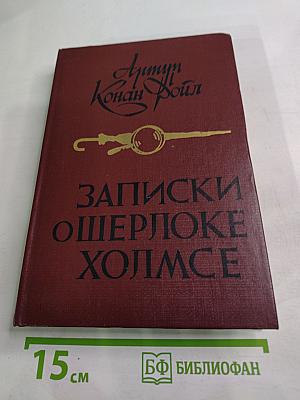 Артур
Конан Дойл
ЗАПИСКИ
О ШЕРЛОКЕ
ХОЛМСЕ
15 см
БФ БИБЛИОФАН